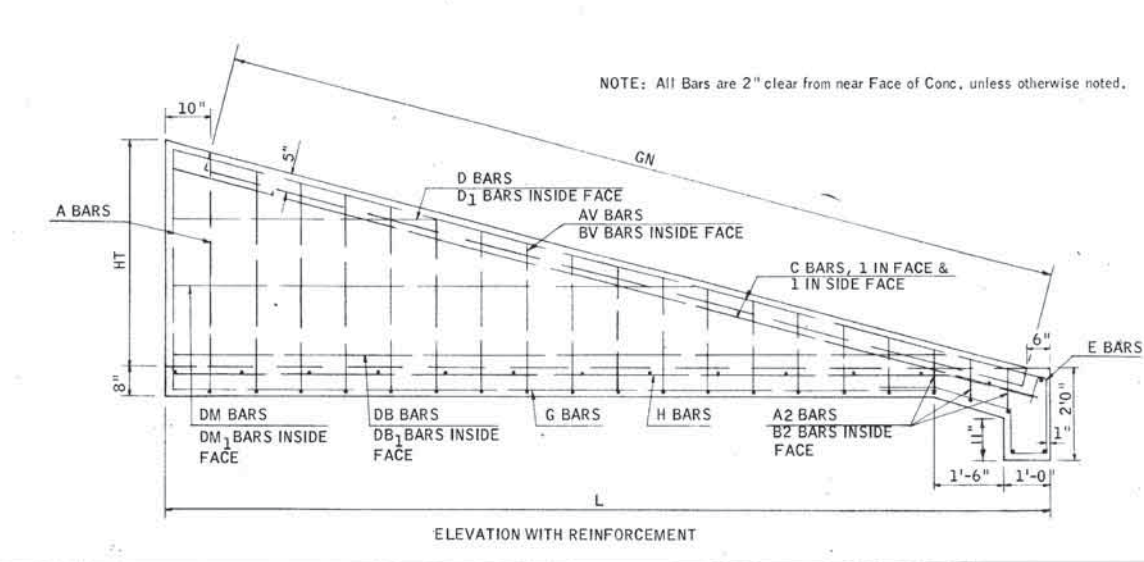 NOTE: All Bars are 2" clear from near Face of Conc. unless otherwise noted.
10"
GN
5"
D BARS
D1 BARS INSIDE FACE
A BARS
AV BARS
BV BARS INSIDE FACE
HT
C BARS, 1 IN FACE &
1 IN SIDE FACE
6"
E BARS
8"
DM BARS
DM1 BARS INSIDE
FACE
DB BARS
DB1 BARS INSIDE
FACE
G BARS
H BARS
A2 BARS
B2 BARS INSIDE
FACE
11"
1"
2'0"
1'-6"
1'-0"
L
ELEVATION WITH REINFORCEMENT